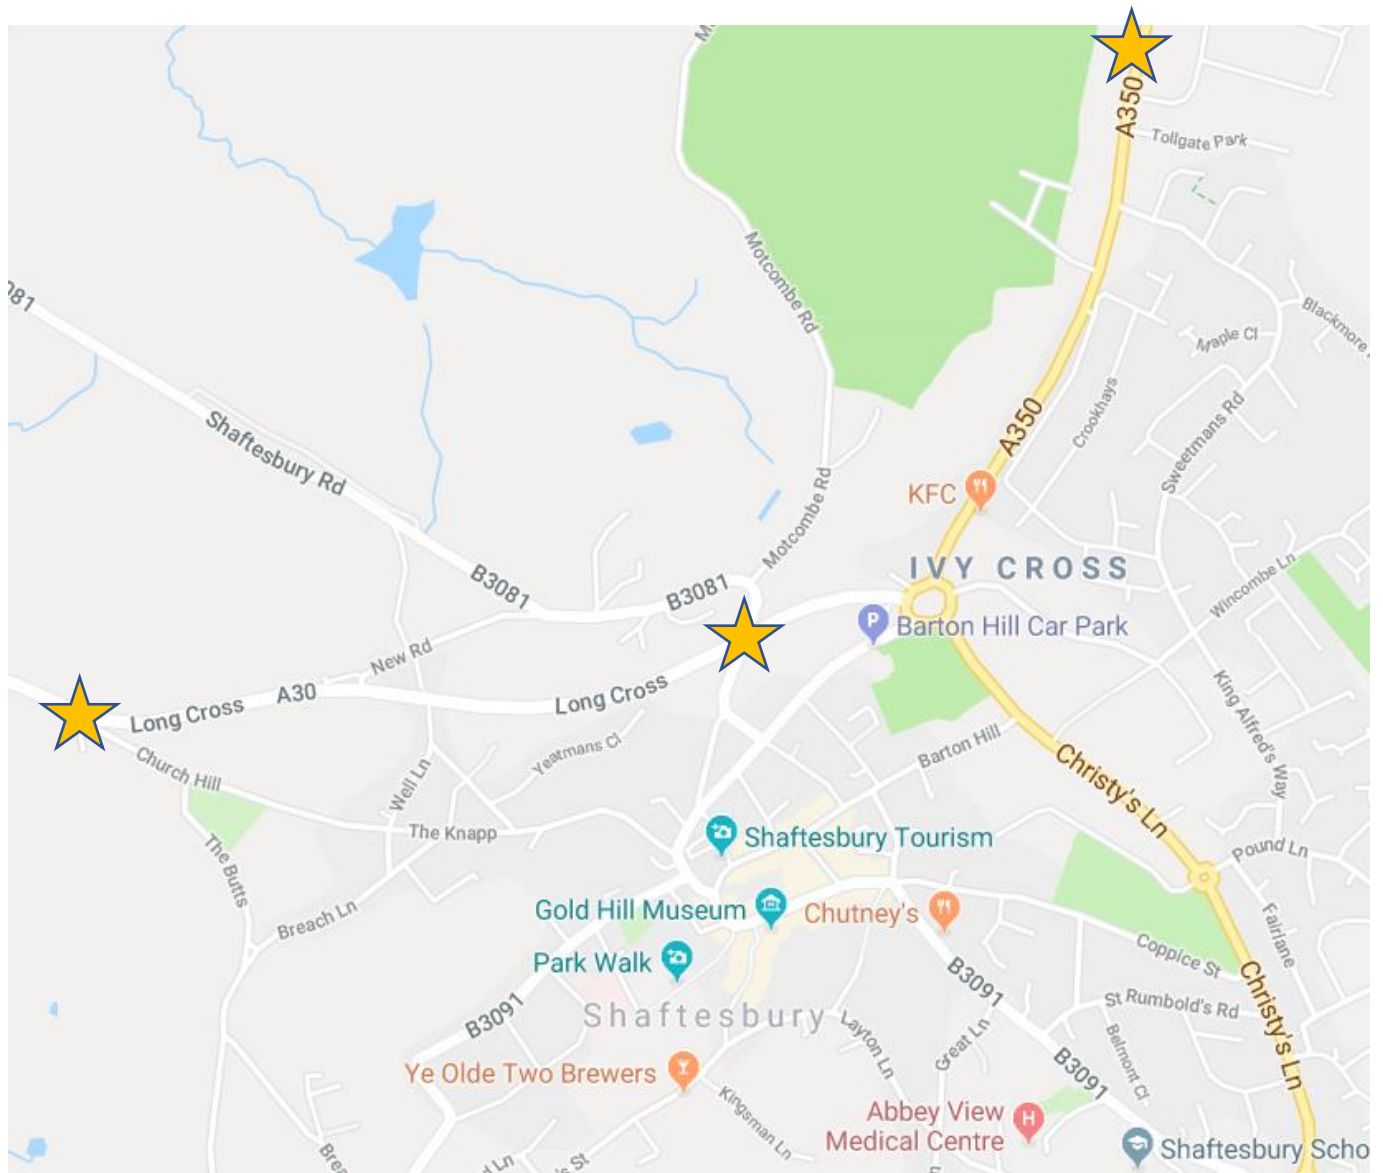 A350
Tollgate Park
Motcombe Rd
Blackmore
Maple Cl
Shaftesbury Rd
A350
Crookhays
Sweetmans Rd
KFC
Motcombe Rd
IVY CROSS
B3081
B3081
Wincombe Ln
Barton Hill Car Park
New Rd
A30
Long Cross
Long Cross
King Alfred's Way
Yeatmans Cl
Barton Hill
Church Hill
Well Ln
Christy's Ln
The Knapp
Shaftesbury Tourism
Pound Ln
The Butts
Gold Hill Museum
Chutney's
Breach Ln
Fairlane
Park Walk
Coppice St
B3091
St Rumbold's Rd
B3091
Shaftesbury
Layton Ln
Great Ln
Belmont Cl
Christy's Ln
Ye Olde Two Brewers
B3091
Kingsman Ln
Abbey View
Medical Centre
Shaftesbury Scho